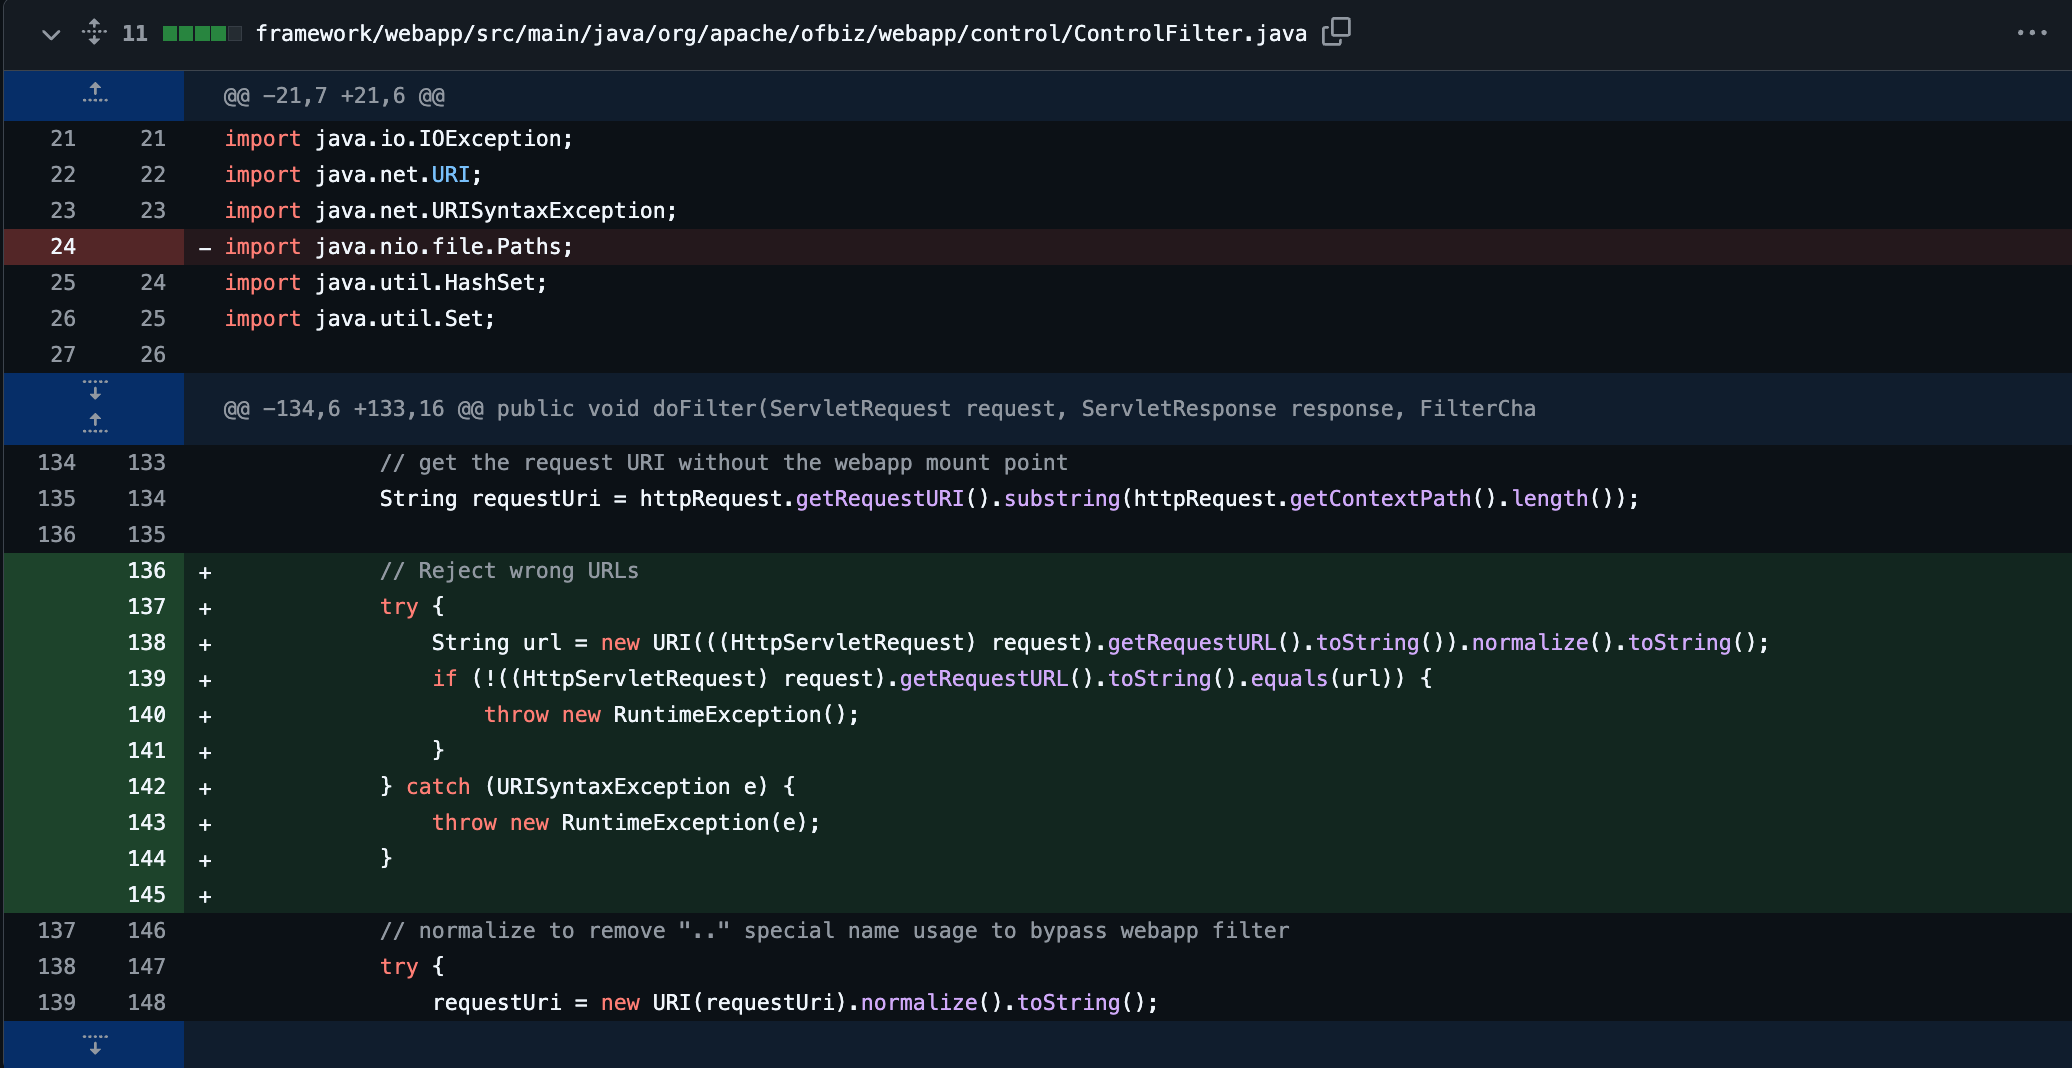 11 framework/webapp/src/main/java/org/apache/ofbiz/webapp/control/ControlFilter.java
@@ -21,7 +21,6 @@
21 21 import java.io.IOException;
22 22 import java.net.URI;
23 23 import java.net.URISyntaxException;
24 - import java.nio.file.Paths;
25 24 import java.util.HashSet;
26 25 import java.util.Set;
27 26
@@ -134,6 +133,16 @@ public void doFilter(ServletRequest request, ServletResponse response, FilterCha
134 133 // get the request URI without the webapp mount point
135 134 String requestUri = httpRequest.getRequestURI().substring(httpRequest.getContextPath().length());
136 135
136 + // Reject wrong URLs
137 + try {
138 + String url = new URI(((HttpServletRequest) request).getRequestURL().toString()).normalize().toString();
139 + if (!((HttpServletRequest) request).getRequestURL().toString().equals(url)) {
140 + throw new RuntimeException();
141 + }
142 + } catch (URISyntaxException e) {
143 + throw new RuntimeException(e);
144 + }
145 +
137 146 // normalize to remove ".." special name usage to bypass webapp filter
138 147 try {
139 148 requestUri = new URI(requestUri).normalize().toString();